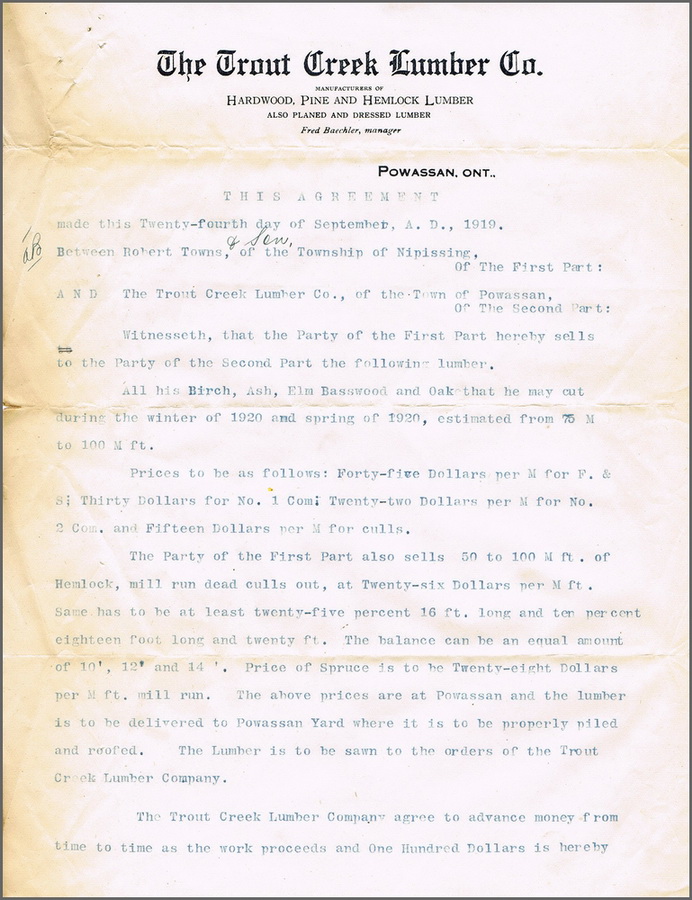 The Trout Creek Lumber Co.
MANUFACTURERS OF
HARDWOOD, PINE AND HEMLOCK LUMBER
ALSO PLANED AND DRESSED LUMBER
Fred Baechler, manager
POWASSAN, ONT..
THIS AGREEMENT
made this Twenty-fourth day of September, A. D., 1919.
& Son,
Between Robert Towns, of the Township of Nipissing,
Of The First Part:
A N D The Trout Creek Lumber Co., of the Town of Powassan,
Of The Second Part:
Witnesseth, that the Party of the First Part hereby sells
to the Party of the Second Part the following lumber.
All his Birch, Ash, Elm Basswood and Oak that he may cut
during the winter of 1920 and spring of 1920, estimated from 75 M
to 100 M ft.
Prices to be as follows: Forty-five Dollars per M for F. &
S; Thirty Dollars for No. 1 Com; Twenty-two Dollars per M for No.
2 Com. and Fifteen Dollars per M for culls.
The Party of the First Part also sells 50 to 100 M ft. of
Hemlock, mill run dead culls out, at Twenty-six Dollars per M ft.
Same has to be at least twenty-five percent 16 ft. long and ten percent
eighteen foot long and twenty ft. The balance can be an equal amount
of 10', 12' and 14 '. Price of Spruce is to be Twenty-eight Dollars
per M ft. mill run. The above prices are at Powassan and the lumber
is to be delivered to Powassan Yard where it is to be properly piled
and roofed. The Lumber is to be sawn to the orders of the Trout
Creek Lumber Company.
The Trout Creek Lumber Company agree to advance money from
time to time as the work proceeds and One Hundred Dollars is hereby